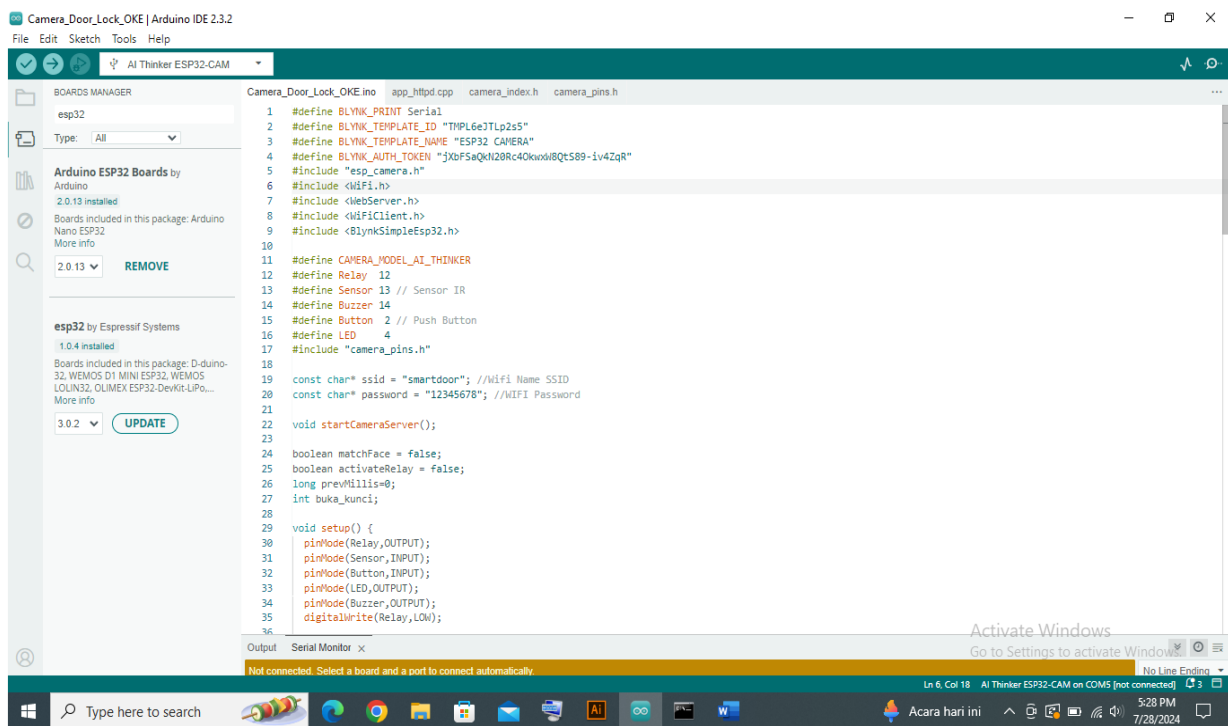 Camera_Door_Lock_OKE | Arduino IDE 2.3.2
File Edit Sketch Tools Help
AI Thinker ESP32-CAM
BOARDS MANAGER
esp32
Type: All
Arduino ESP32 Boards by
Arduino
2.0.13 installed
Boards included in this package: Arduino
Nano ESP32
More info
2.0.13 REMOVE
esp32 by Espressif Systems
1.0.4 installed
Boards included in this package: D-duino-
32, WEMOS D1 MINI ESP32, WEMOS
LOLIN32, OLIMEX ESP32-DevKit-LiPo,...
More info
3.0.2 UPDATE
Camera_Door_Lock_OKE.ino app_httpd.cpp camera_index.h camera_pins.h
1 #define BLYNK_PRINT Serial
2 #define BLYNK_TEMPLATE_ID "TMPL6eJTLp2s5"
3 #define BLYNK_TEMPLATE_NAME "ESP32 CAMERA"
4 #define BLYNK_AUTH_TOKEN "jXbFSaQkN20Rc4OkwxW8QtS89-iv4ZqR"
5 #include "esp_camera.h"
6 #include <WiFi.h>
7 #include <WebServer.h>
8 #include <WiFiClient.h>
9 #include <BlynkSimpleEsp32.h>
10
11 #define CAMERA_MODEL_AI_THINKER
12 #define Relay 12
13 #define Sensor 13 // Sensor IR
14 #define Buzzer 14
15 #define Button 2 // Push Button
16 #define LED 4
17 #include "camera_pins.h"
18
19 const char* ssid = "smartdoor"; //Wifi Name SSID
20 const char* password = "12345678"; //WIFI Password
21
22 void startCameraServer();
23
24 boolean matchFace = false;
25 boolean activateRelay = false;
26 long prevMillis=0;
27 int buka_kunci;
28
29 void setup() {
30 pinMode(Relay,OUTPUT);
31 pinMode(Sensor,INPUT);
32 pinMode(Button,INPUT);
33 pinMode(LED,OUTPUT);
34 pinMode(Buzzer,OUTPUT);
35 digitalWrite(Relay,LOW);
36
Activate Windows
Go to Settings to activate Windows.
Output Serial Monitor
Not connected. Select a board and a port to connect automatically.
No Line Ending
Ln 6, Col 18 AI Thinker ESP32-CAM on COM5 [not connected] 3
Type here to search
Acara hari ini
5:28 PM
7/28/2024